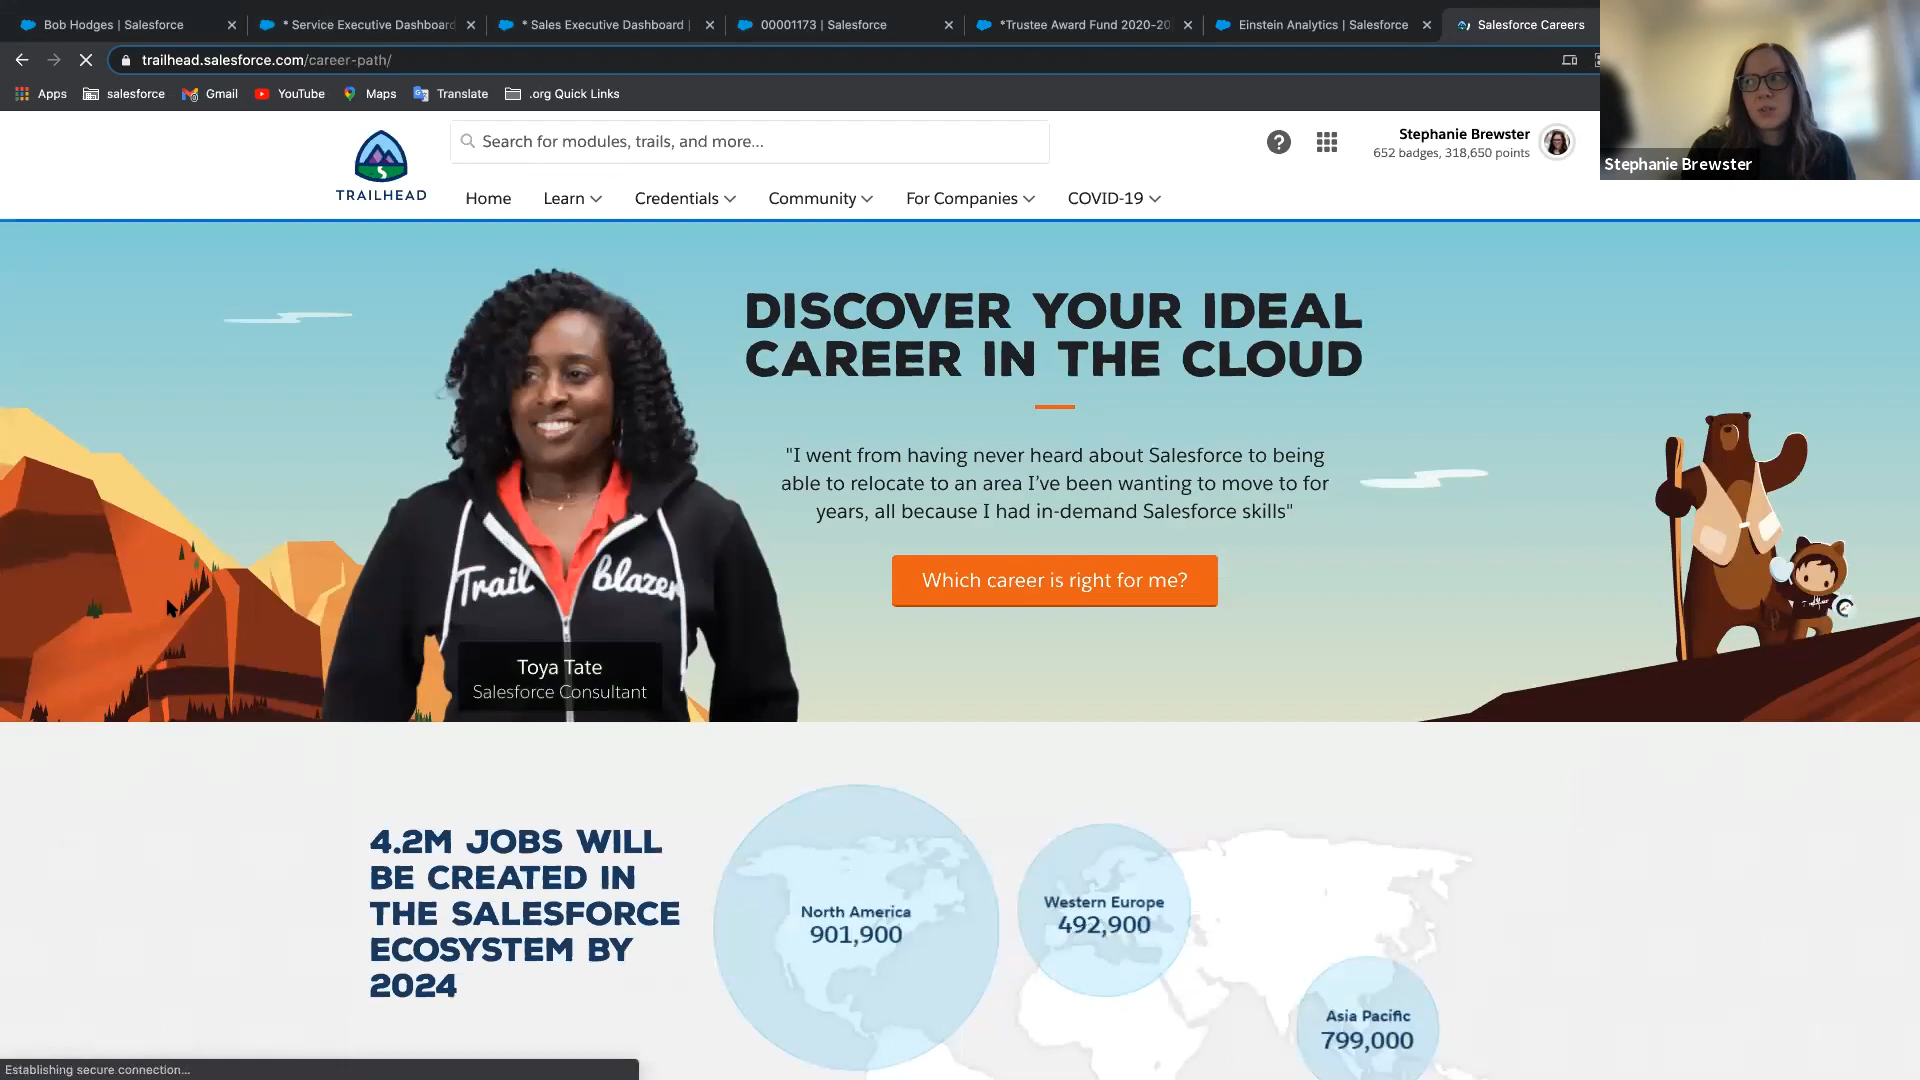 Bob Hodges | Salesforce
* Service Executive Dashboard
* Sales Executive Dashboard |
00001173 | Salesforce
*Trustee Award Fund 2020-20
Einstein Analytics | Salesforce
Salesforce Careers
trailhead.salesforce.com/career-path/
Apps
salesforce
Gmail
YouTube
Maps
Translate
.org Quick Links
TRAILHEAD
Search for modules, trails, and more...
Stephanie Brewster
652 badges, 318,650 points
Stephanie Brewster
Home
Learn
Credentials
Community
For Companies
COVID-19
DISCOVER YOUR IDEAL
CAREER IN THE CLOUD
"I went from having never heard about Salesforce to being
able to relocate to an area I've been wanting to move to for
years, all because I had in-demand Salesforce skills"
Which career is right for me?
Trail blazer
Toya Tate
Salesforce Consultant
4.2M JOBS WILL
BE CREATED IN
THE SALESFORCE
ECOSYSTEM BY
2024
North America
901,900
Western Europe
492,900
Asia Pacific
799,000
Establishing secure connection...